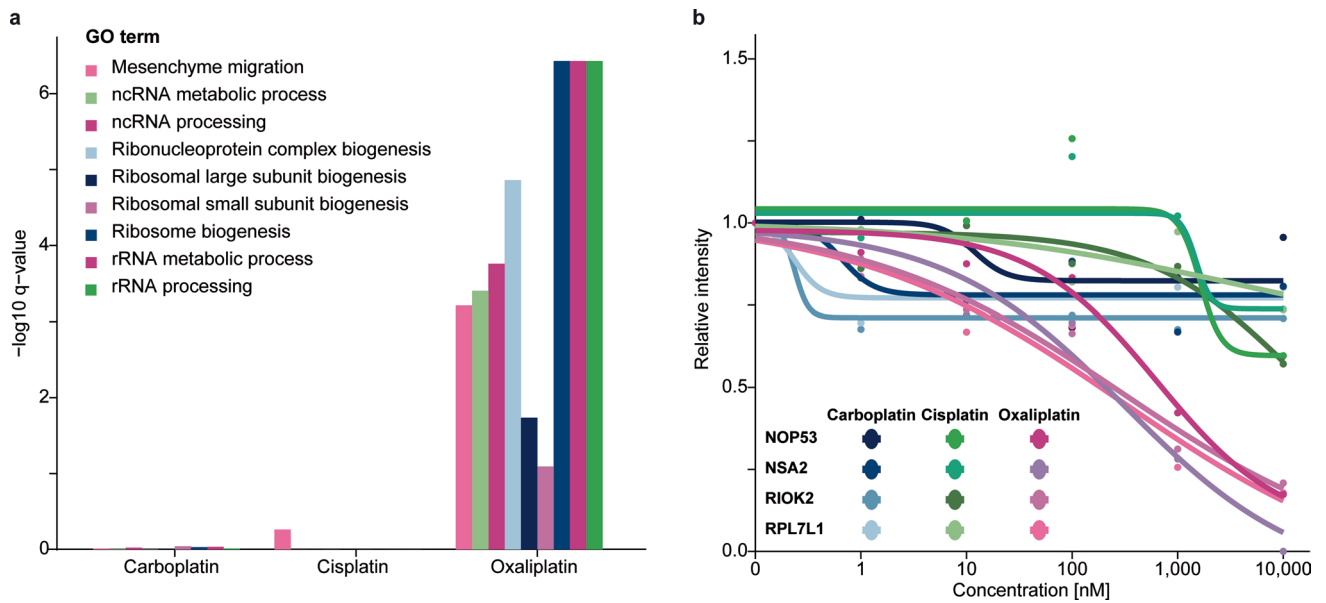 a
GO term
Mesenchyme migration
ncRNA metabolic process
ncRNA processing
Ribonucleoprotein complex biogenesis
Ribosomal large subunit biogenesis
Ribosomal small subunit biogenesis
Ribosome biogenesis
rRNA metabolic process
rRNA processing
−log10 q−value
6
4
2
0
Carboplatin Cisplatin Oxaliplatin
b
Relative intensity
1.5
1.0
0.5
0.0
Carboplatin Cisplatin Oxaliplatin
NOP53
NSA2
RIOK2
RPL7L1
0 1 10 100 1,000 10,000
Concentration [nM]